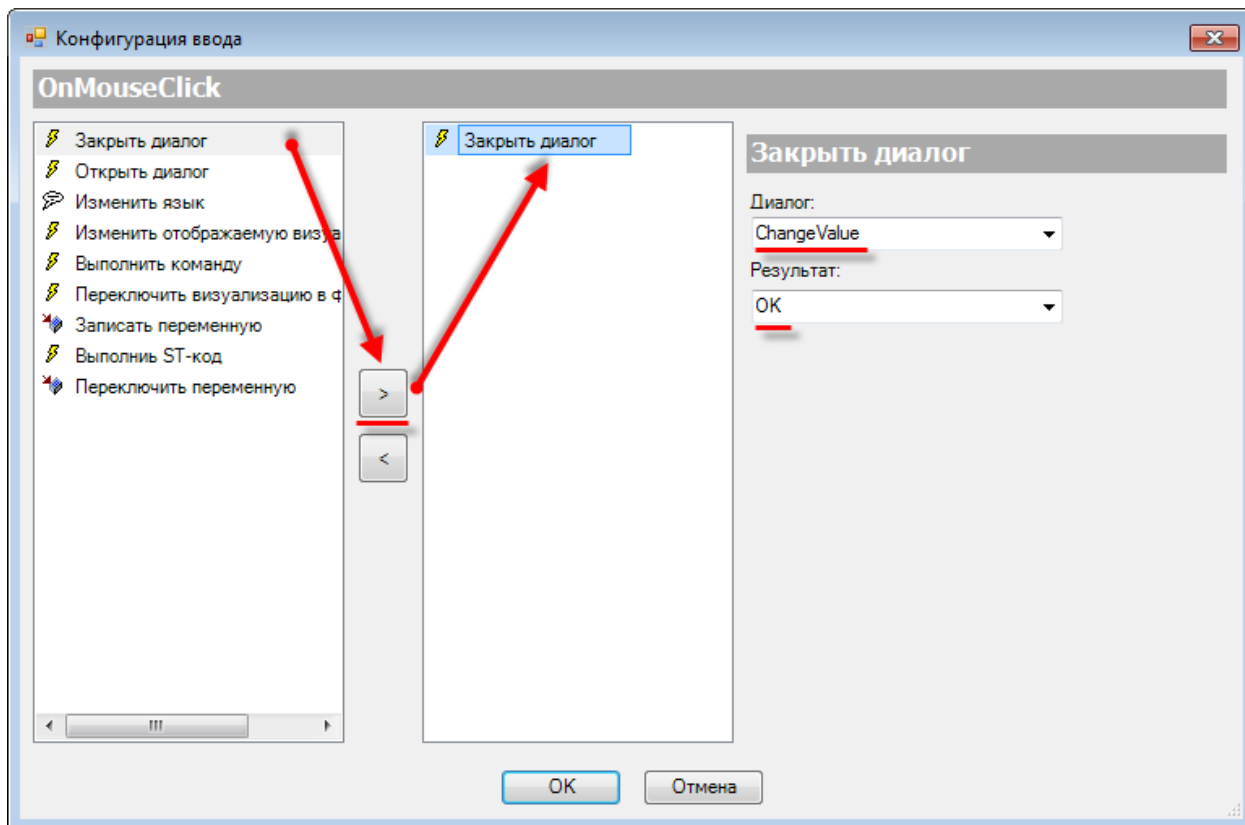 Конфигурация ввода
OnMouseClick
Закрыть диалог
Открыть диалог
Изменить язык
Изменить отображаемую визуа
Выполнить команду
Переключить визуализацию в ф
Записать переменную
Выполниь ST-код
Переключить переменную
>
<
Закрыть диалог
Закрыть диалог
Диалог:
ChangeValue
Результат:
OK
OK
Отмена